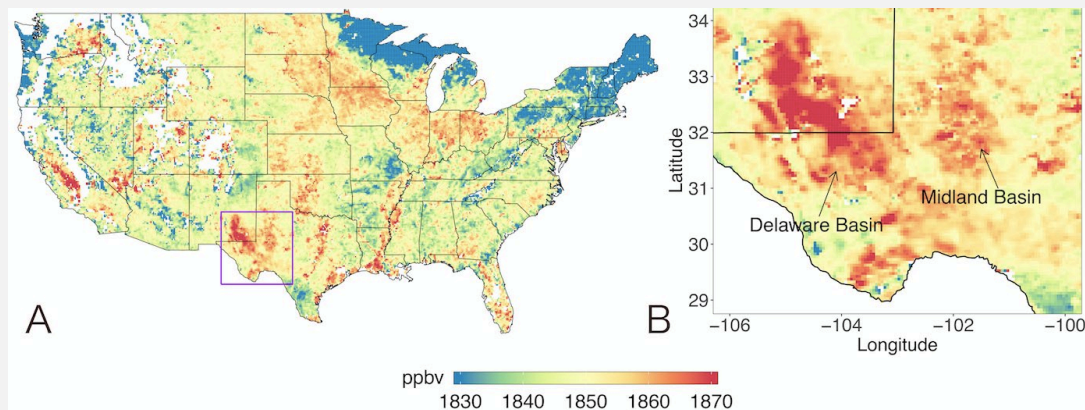 A
B
34
33
32
31
30
29
Latitude
Delaware Basin
Midland Basin
−106
−104
−102
−100
Longitude
ppbv
1830
1840
1850
1860
1870